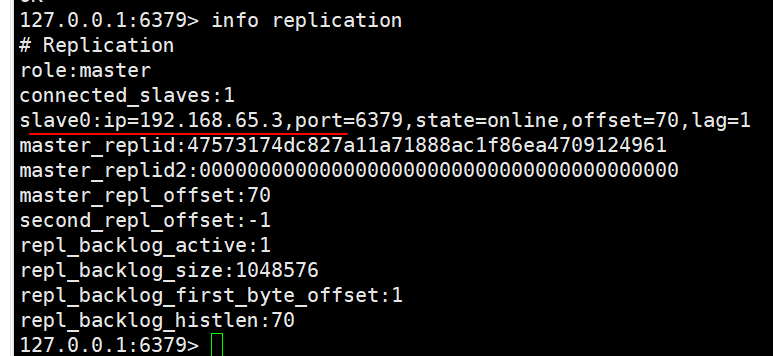 127.0.0.1:6379> info replication
# Replication
role:master
connected_slaves:1
slave0:ip=192.168.65.3,port=6379,state=online,offset=70,lag=1
master_replid:47573174dc827a11a71888ac1f86ea4709124961
master_replid2:0000000000000000000000000000000000000000
master_repl_offset:70
second_repl_offset:-1
repl_backlog_active:1
repl_backlog_size:1048576
repl_backlog_first_byte_offset:1
repl_backlog_histlen:70
127.0.0.1:6379>